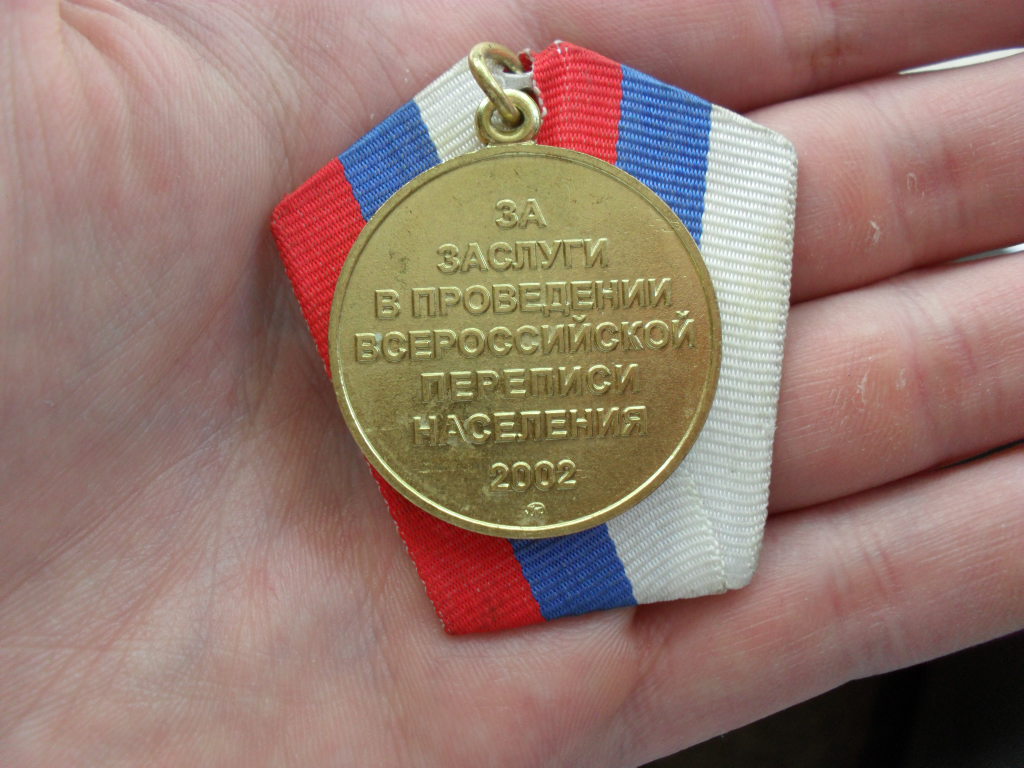 ЗА
ЗАСЛУГИ
В ПРОВЕДЕНИИ
ВСЕРОССИЙСКОЙ
ПЕРЕПИСИ
НАСЕЛЕНИЯ
2002